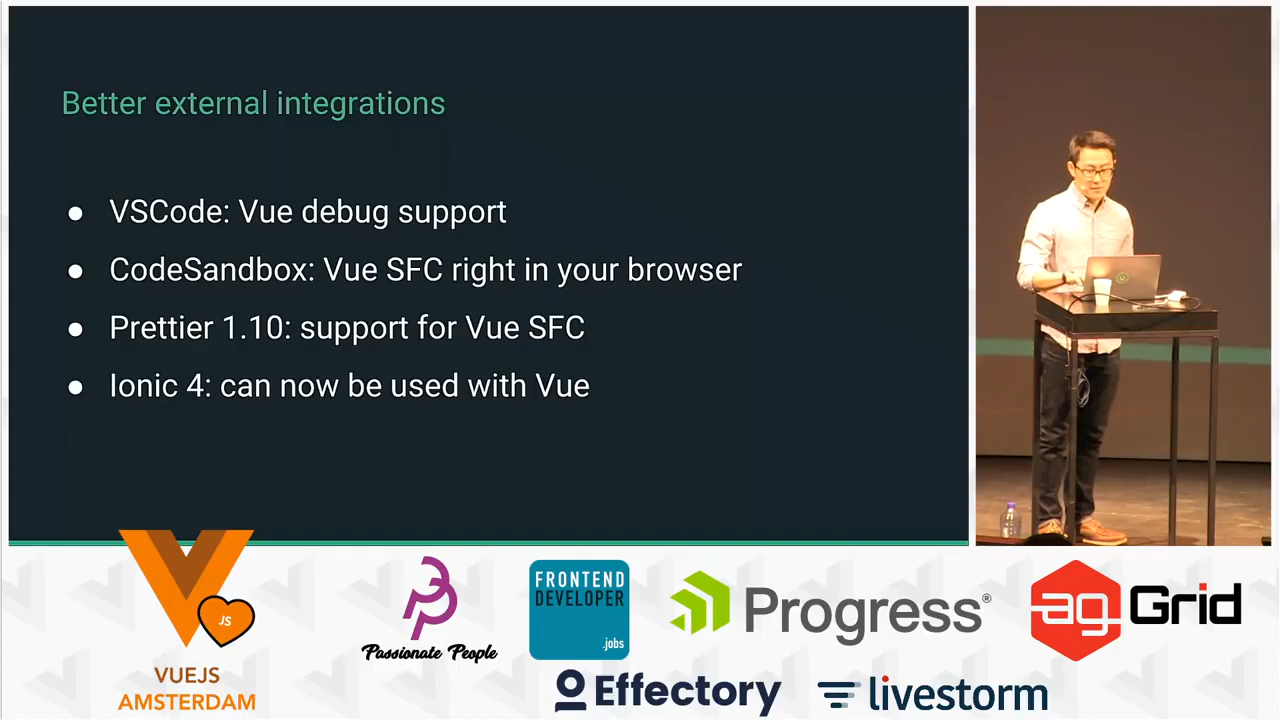 Better external integrations
● VSCode: Vue debug support
● CodeSandbox: Vue SFC right in your browser
● Prettier 1.10: support for Vue SFC
● Ionic 4: can now be used with Vue
JS
VUEJS
AMSTERDAM
Passionate People
FRONTEND
DEVELOPER
.jobs
Progress®
ag Grid
Effectory
livestorm